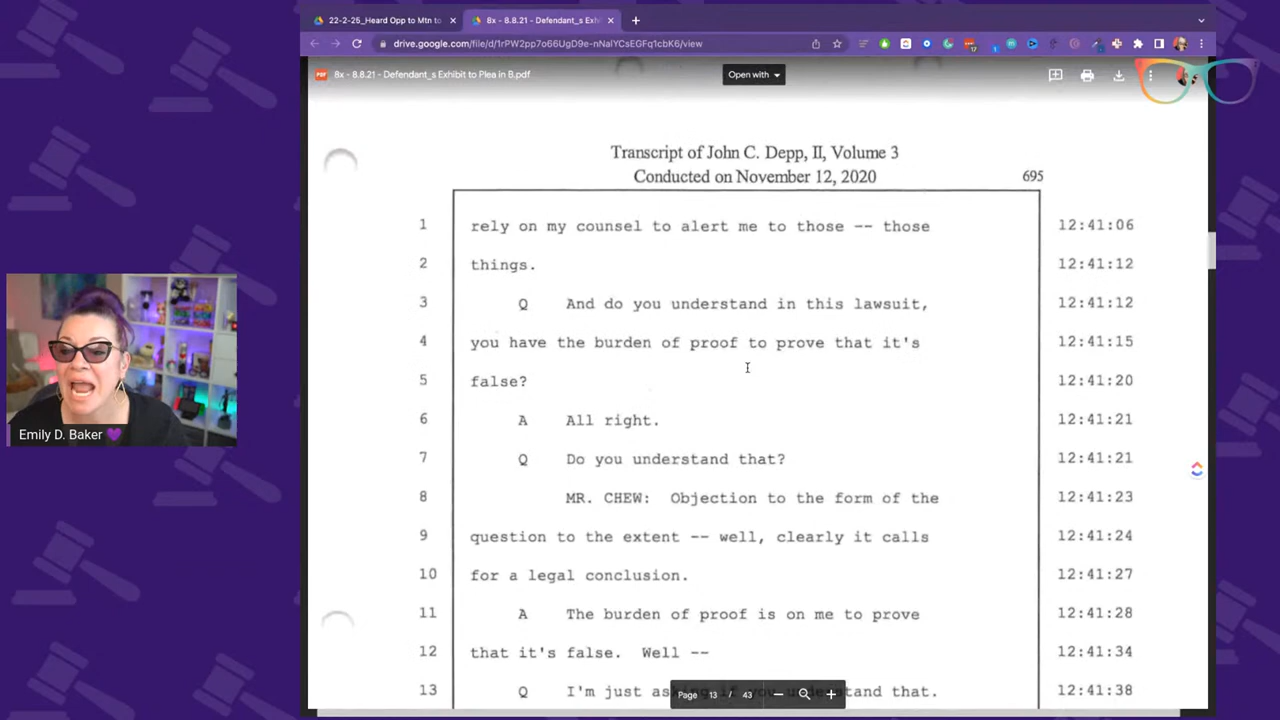 22-2-25_Heard Opp to Mtn to
8x - 8.8.21 - Defendant_s Exhi
drive.google.com/file/d/1rPW2pp7o66UgD9e-nNalYCsEGFq1cbK6/view
PDF 8x - 8.8.21 - Defendant_s Exhibit to Plea in B.pdf
Open with
Transcript of John C. Depp, II, Volume 3
Conducted on November 12, 2020 695
1 rely on my counsel to alert me to those -- those 12:41:06
2 things. 12:41:12
3 Q And do you understand in this lawsuit, 12:41:12
4 you have the burden of proof to prove that it's 12:41:15
5 false? 12:41:20
6 A All right. 12:41:21
7 Q Do you understand that? 12:41:21
8 MR. CHEW: Objection to the form of the 12:41:23
9 question to the extent -- well, clearly it calls 12:41:24
10 for a legal conclusion. 12:41:27
11 A The burden of proof is on me to prove 12:41:28
12 that it's false. Well -- 12:41:34
13 Q I'm just asking if you understand that. 12:41:38
Page 13 / 43
Emily D. Baker 💜